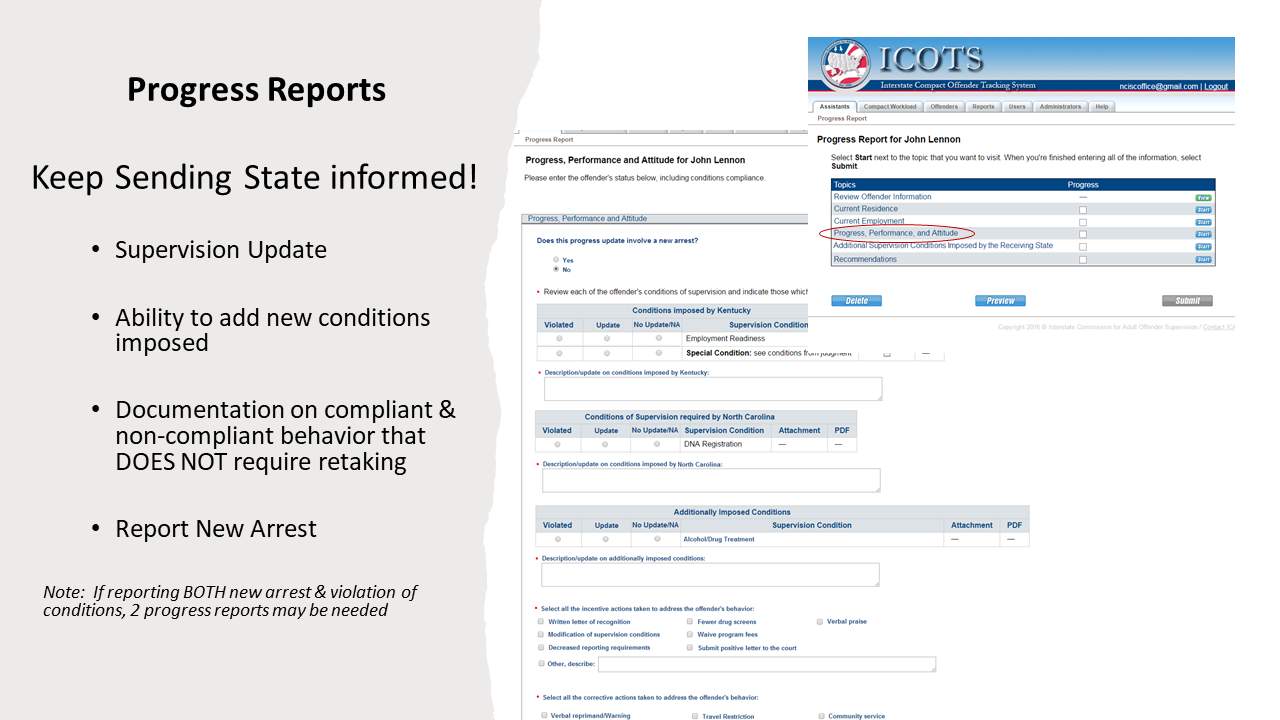 Progress Reports
Keep Sending State informed!
• Supervision Update
• Ability to add new conditions
imposed
• Documentation on compliant &
non-compliant behavior that
DOES NOT require retaking
• Report New Arrest
Note: If reporting BOTH new arrest & violation of
conditions, 2 progress reports may be needed
Progress Report
Progress, Performance and Attitude for John Lennon
Please enter the offender's status below, including conditions compliance.
Progress, Performance and Attitude
Does this progress update involve a new arrest?
Yes
No
• Review each of the offender's conditions of supervision and indicate those which
Conditions imposed by Kentucky
Violated Update No Update/NA Supervision Condition
Employment Readiness
Special Condition: see conditions from judgment —
• Description/update on conditions imposed by Kentucky:
Conditions of Supervision required by North Carolina
Violated Update No Update/NA Supervision Condition Attachment PDF
DNA Registration — —
• Description/update on conditions imposed by North Carolina:
Additionally Imposed Conditions
Violated Update No Update/NA Supervision Condition Attachment PDF
Alcohol/Drug Treatment — —
• Description/update on additionally imposed conditions:
• Select all the incentive actions taken to address the offender's behavior:
Written letter of recognition Fewer drug screens Verbal praise
Modification of supervision conditions Waive program fees
Decreased reporting requirements Submit positive letter to the court
Other, describe:
• Select all the corrective actions taken to address the offender's behavior:
Verbal reprimand/Warning Travel Restriction Community service
ICOTS
Interstate Compact Offender Tracking System
nciscoffice@gmail.com | Logout
Assistants Compact Workload Offenders Reports Users Administrators Help
Progress Report
Progress Report for John Lennon
Select Start next to the topic that you want to visit. When you're finished entering all of the information, select
Submit.
Topics Progress
Review Offender Information — View
Current Residence Start
Current Employment Start
Progress, Performance, and Attitude Start
Additional Supervision Conditions Imposed by the Receiving State Start
Recommendations Start
Delete Preview Submit
Copyright 2016 © Interstate Commission for Adult Offender Supervision / Contact ICA